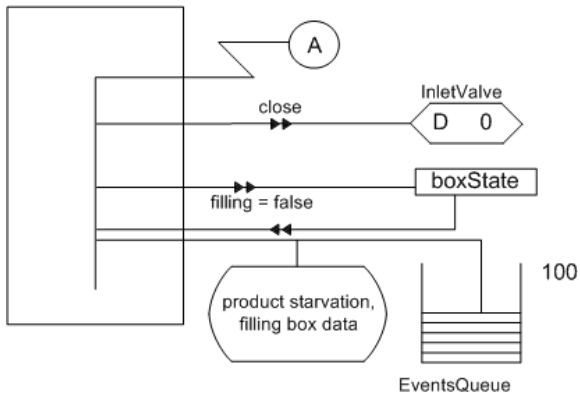 A
InletValve
close
D 0
boxState
filling = false
100
product starvation,
filling box data
EventsQueue